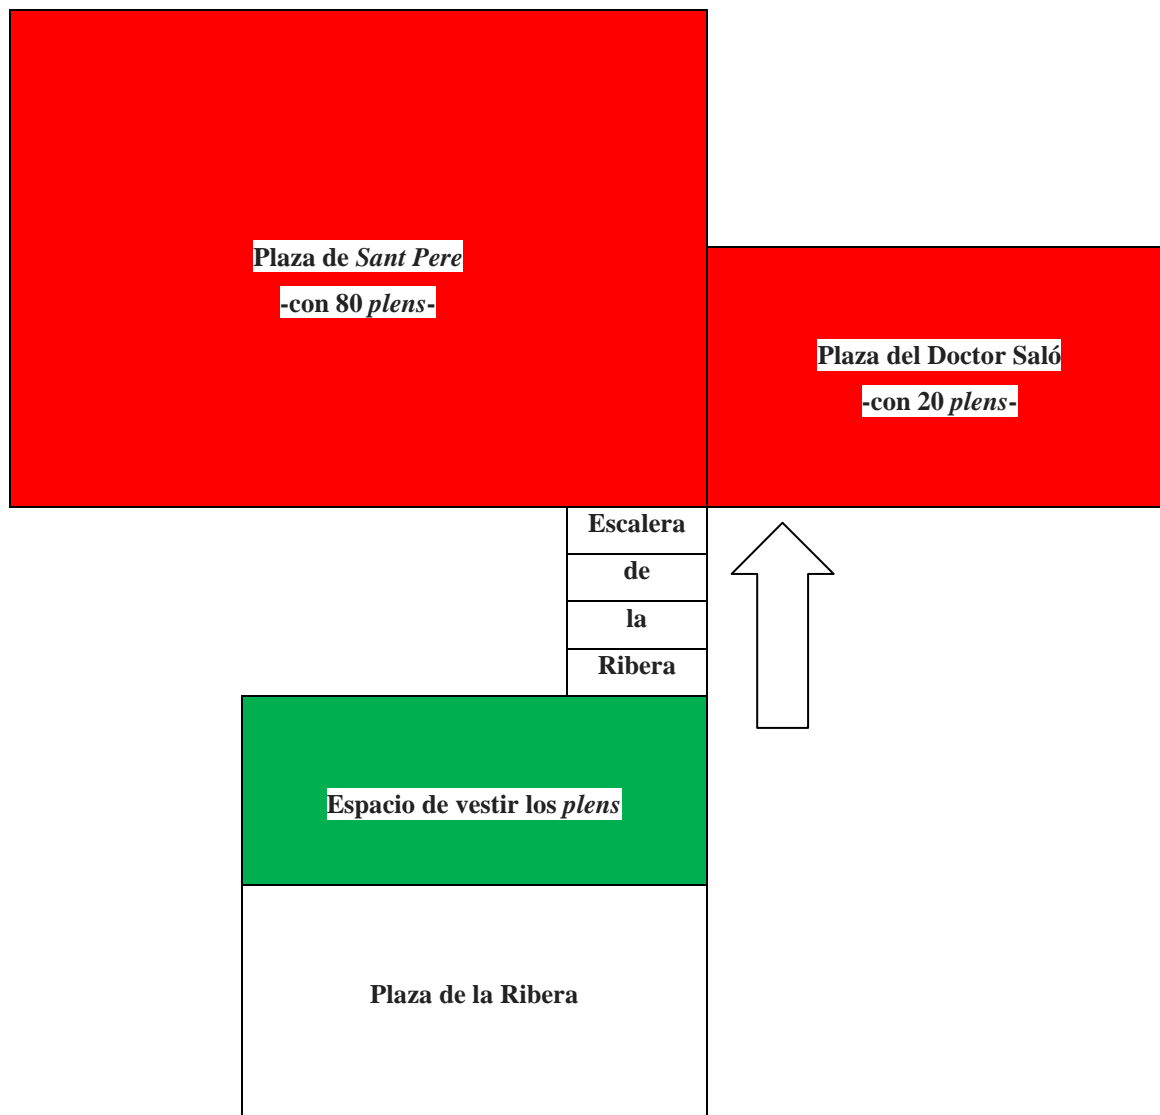 Plaza de Sant Pere
-con 80 plens-
Plaza del Doctor Saló
-con 20 plens-
Escalera
de
la
Ribera
Espacio de vestir los plens
Plaza de la Ribera